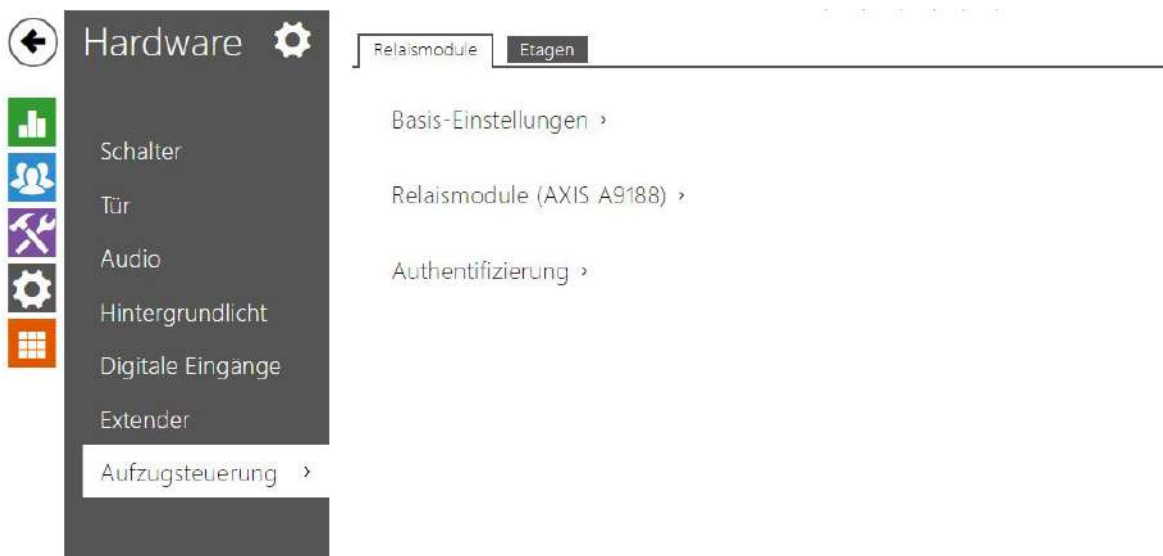 Hardware
Relaismodule
Etagen
Basis-Einstellungen ›
Schalter
Relaismodule (AXIS A9188) ›
Tür
Audio
Authentifizierung ›
Hintergrundlicht
Digitale Eingänge
Extender
Aufzugsteuerung ›